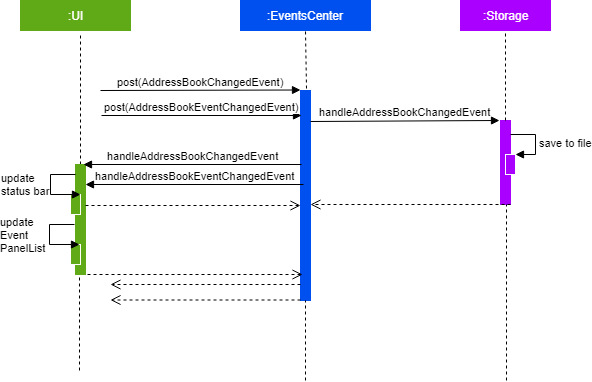 :UI
:EventsCenter
:Storage
post(AddressBookChangedEvent)
post(AddressBookEventChangedEvent)
handleAddressBookChangedEvent
save to file
handleAddressBookChangedEvent
handleAddressBookEventChangedEvent
update
status bar
update
Event
PanelList